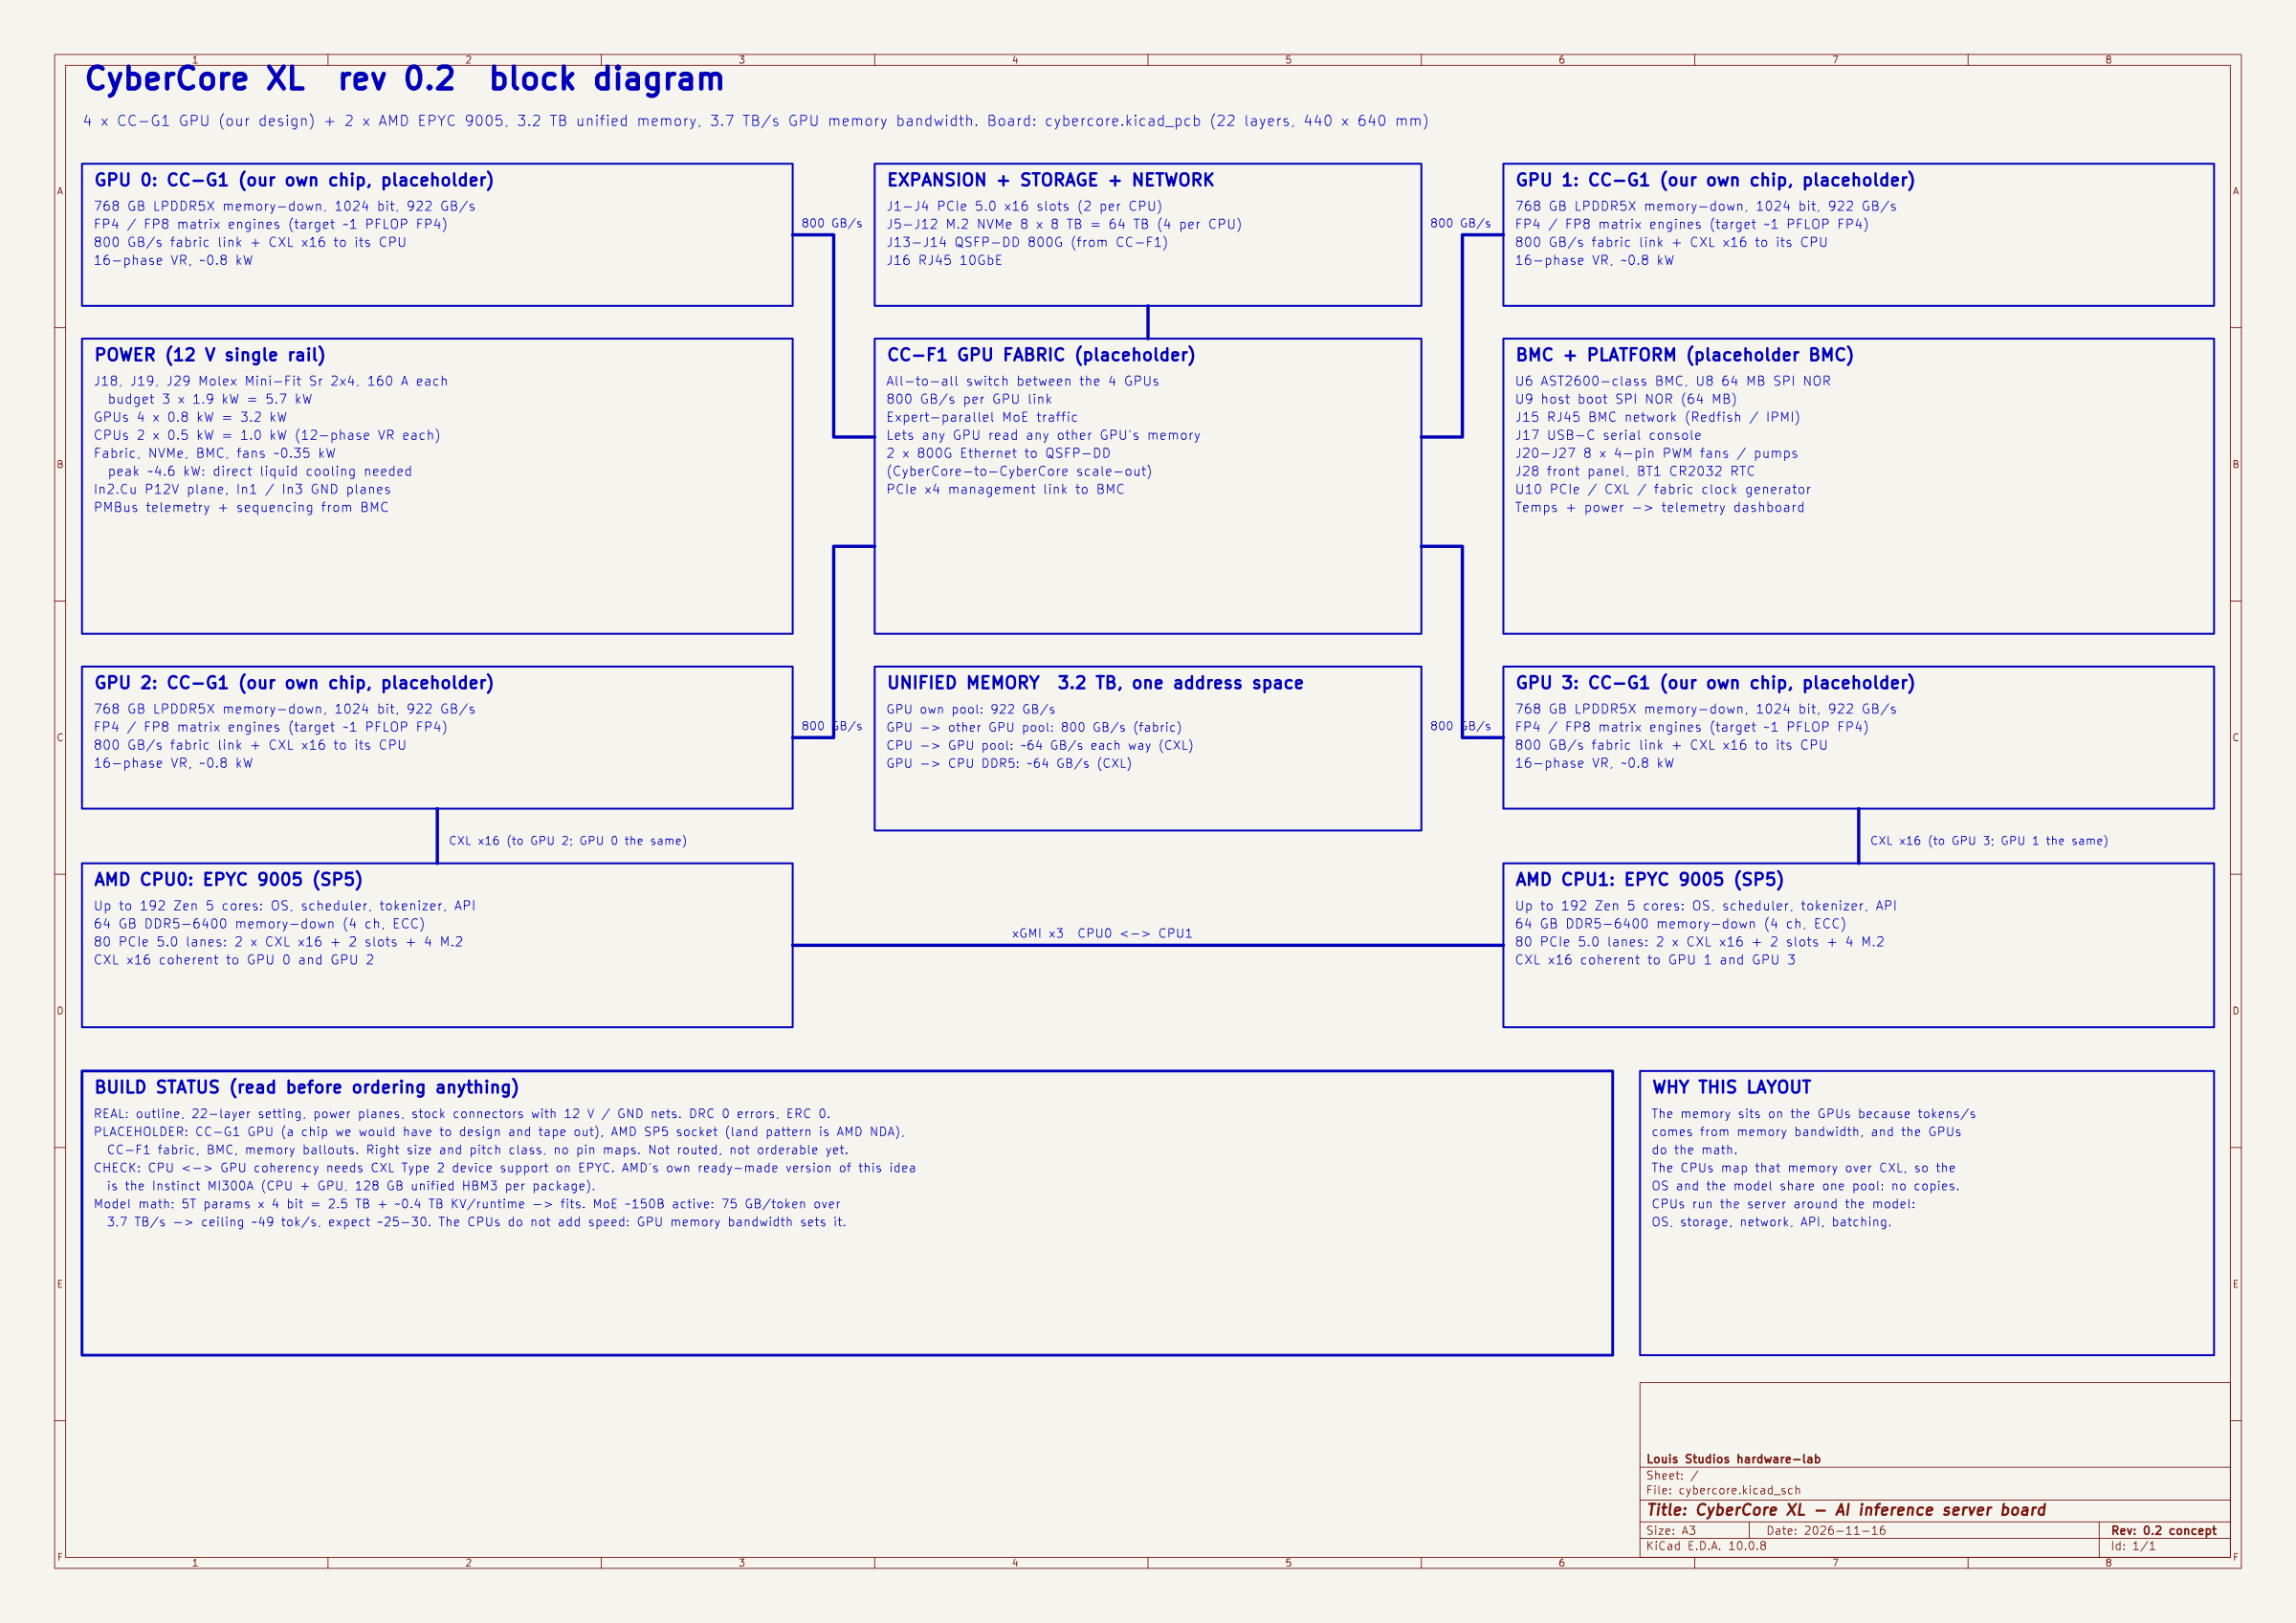 CyberCore XL rev 0.2 block diagram
4 x CC-G1 GPU (our design) + 2 x AMD EPYC 9005, 3.2 TB unified memory, 3.7 TB/s GPU memory bandwidth. Board: cybercore.kicad_pcb (22 layers, 440 x 640 mm)
GPU 0: CC-G1 (our own chip, placeholder)
768 GB LPDDR5X memory-down, 1024 bit, 922 GB/s
FP4 / FP8 matrix engines (target ~1 PFLOP FP4)
800 GB/s fabric link + CXL x16 to its CPU
16-phase VR, ~0.8 kW
800 GB/s
EXPANSION + STORAGE + NETWORK
J1-J4 PCIe 5.0 x16 slots (2 per CPU)
J5-J12 M.2 NVMe 8 x 8 TB = 64 TB (4 per CPU)
J13-J14 QSFP-DD 800G (from CC-F1)
J16 RJ45 10GbE
800 GB/s
GPU 1: CC-G1 (our own chip, placeholder)
768 GB LPDDR5X memory-down, 1024 bit, 922 GB/s
FP4 / FP8 matrix engines (target ~1 PFLOP FP4)
800 GB/s fabric link + CXL x16 to its CPU
16-phase VR, ~0.8 kW
POWER (12 V single rail)
J18, J19, J29 Molex Mini-Fit Sr 2x4, 160 A each
budget 3 x 1.9 kW = 5.7 kW
GPUs 4 x 0.8 kW = 3.2 kW
CPUs 2 x 0.5 kW = 1.0 kW (12-phase VR each)
Fabric, NVMe, BMC, fans ~0.35 kW
peak ~4.6 kW: direct liquid cooling needed
In2.Cu P12V plane, In1 / In3 GND planes
PMBus telemetry + sequencing from BMC
CC-F1 GPU FABRIC (placeholder)
All-to-all switch between the 4 GPUs
800 GB/s per GPU link
Expert-parallel MoE traffic
Lets any GPU read any other GPU's memory
2 x 800G Ethernet to QSFP-DD
(CyberCore-to-CyberCore scale-out)
PCIe x4 management link to BMC
BMC + PLATFORM (placeholder BMC)
U6 AST2600-class BMC, U8 64 MB SPI NOR
U9 host boot SPI NOR (64 MB)
J15 RJ45 BMC network (Redfish / IPMI)
J17 USB-C serial console
J20-J27 8 x 4-pin PWM fans / pumps
J28 front panel, BT1 CR2032 RTC
U10 PCIe / CXL / fabric clock generator
Temps + power -> telemetry dashboard
GPU 2: CC-G1 (our own chip, placeholder)
768 GB LPDDR5X memory-down, 1024 bit, 922 GB/s
FP4 / FP8 matrix engines (target ~1 PFLOP FP4)
800 GB/s fabric link + CXL x16 to its CPU
16-phase VR, ~0.8 kW
800 GB/s
UNIFIED MEMORY 3.2 TB, one address space
GPU own pool: 922 GB/s
GPU -> other GPU pool: 800 GB/s (fabric)
CPU -> GPU pool: ~64 GB/s each way (CXL)
GPU -> CPU DDR5: ~64 GB/s (CXL)
800 GB/s
GPU 3: CC-G1 (our own chip, placeholder)
768 GB LPDDR5X memory-down, 1024 bit, 922 GB/s
FP4 / FP8 matrix engines (target ~1 PFLOP FP4)
800 GB/s fabric link + CXL x16 to its CPU
16-phase VR, ~0.8 kW
CXL x16 (to GPU 2; GPU 0 the same)
CXL x16 (to GPU 3; GPU 1 the same)
AMD CPU0: EPYC 9005 (SP5)
Up to 192 Zen 5 cores: OS, scheduler, tokenizer, API
64 GB DDR5-6400 memory-down (4 ch, ECC)
80 PCIe 5.0 lanes: 2 x CXL x16 + 2 slots + 4 M.2
CXL x16 coherent to GPU 0 and GPU 2
xGMI x3 CPU0 <-> CPU1
AMD CPU1: EPYC 9005 (SP5)
Up to 192 Zen 5 cores: OS, scheduler, tokenizer, API
64 GB DDR5-6400 memory-down (4 ch, ECC)
80 PCIe 5.0 lanes: 2 x CXL x16 + 2 slots + 4 M.2
CXL x16 coherent to GPU 1 and GPU 3
BUILD STATUS (read before ordering anything)
REAL: outline, 22-layer setting, power planes, stock connectors with 12 V / GND nets. DRC 0 errors, ERC 0.
PLACEHOLDER: CC-G1 GPU (a chip we would have to design and tape out), AMD SP5 socket (land pattern is AMD NDA),
CC-F1 fabric, BMC, memory ballouts. Right size and pitch class, no pin maps. Not routed, not orderable yet.
CHECK: CPU <-> GPU coherency needs CXL Type 2 device support on EPYC. AMD's own ready-made version of this idea
is the Instinct MI300A (CPU + GPU, 128 GB unified HBM3 per package).
Model math: 5T params x 4 bit = 2.5 TB + ~0.4 TB KV/runtime -> fits. MoE ~150B active: 75 GB/token over
3.7 TB/s -> ceiling ~49 tok/s, expect ~25-30. The CPUs do not add speed: GPU memory bandwidth sets it.
WHY THIS LAYOUT
The memory sits on the GPUs because tokens/s
comes from memory bandwidth, and the GPUs
do the math.
The CPUs map that memory over CXL, so the
OS and the model share one pool: no copies.
CPUs run the server around the model:
OS, storage, network, API, batching.
Louis Studios hardware-lab
Sheet: /
File: cybercore.kicad_sch
Title: CyberCore XL - AI inference server board
Size: A3
Date: 2026-11-16
Rev: 0.2 concept
KiCad E.D.A. 10.0.8
Id: 1/1
1 2 3 4 5 6 7 8
1 2 3 4 5 6 7 8
A B C D E F
A B C D E F